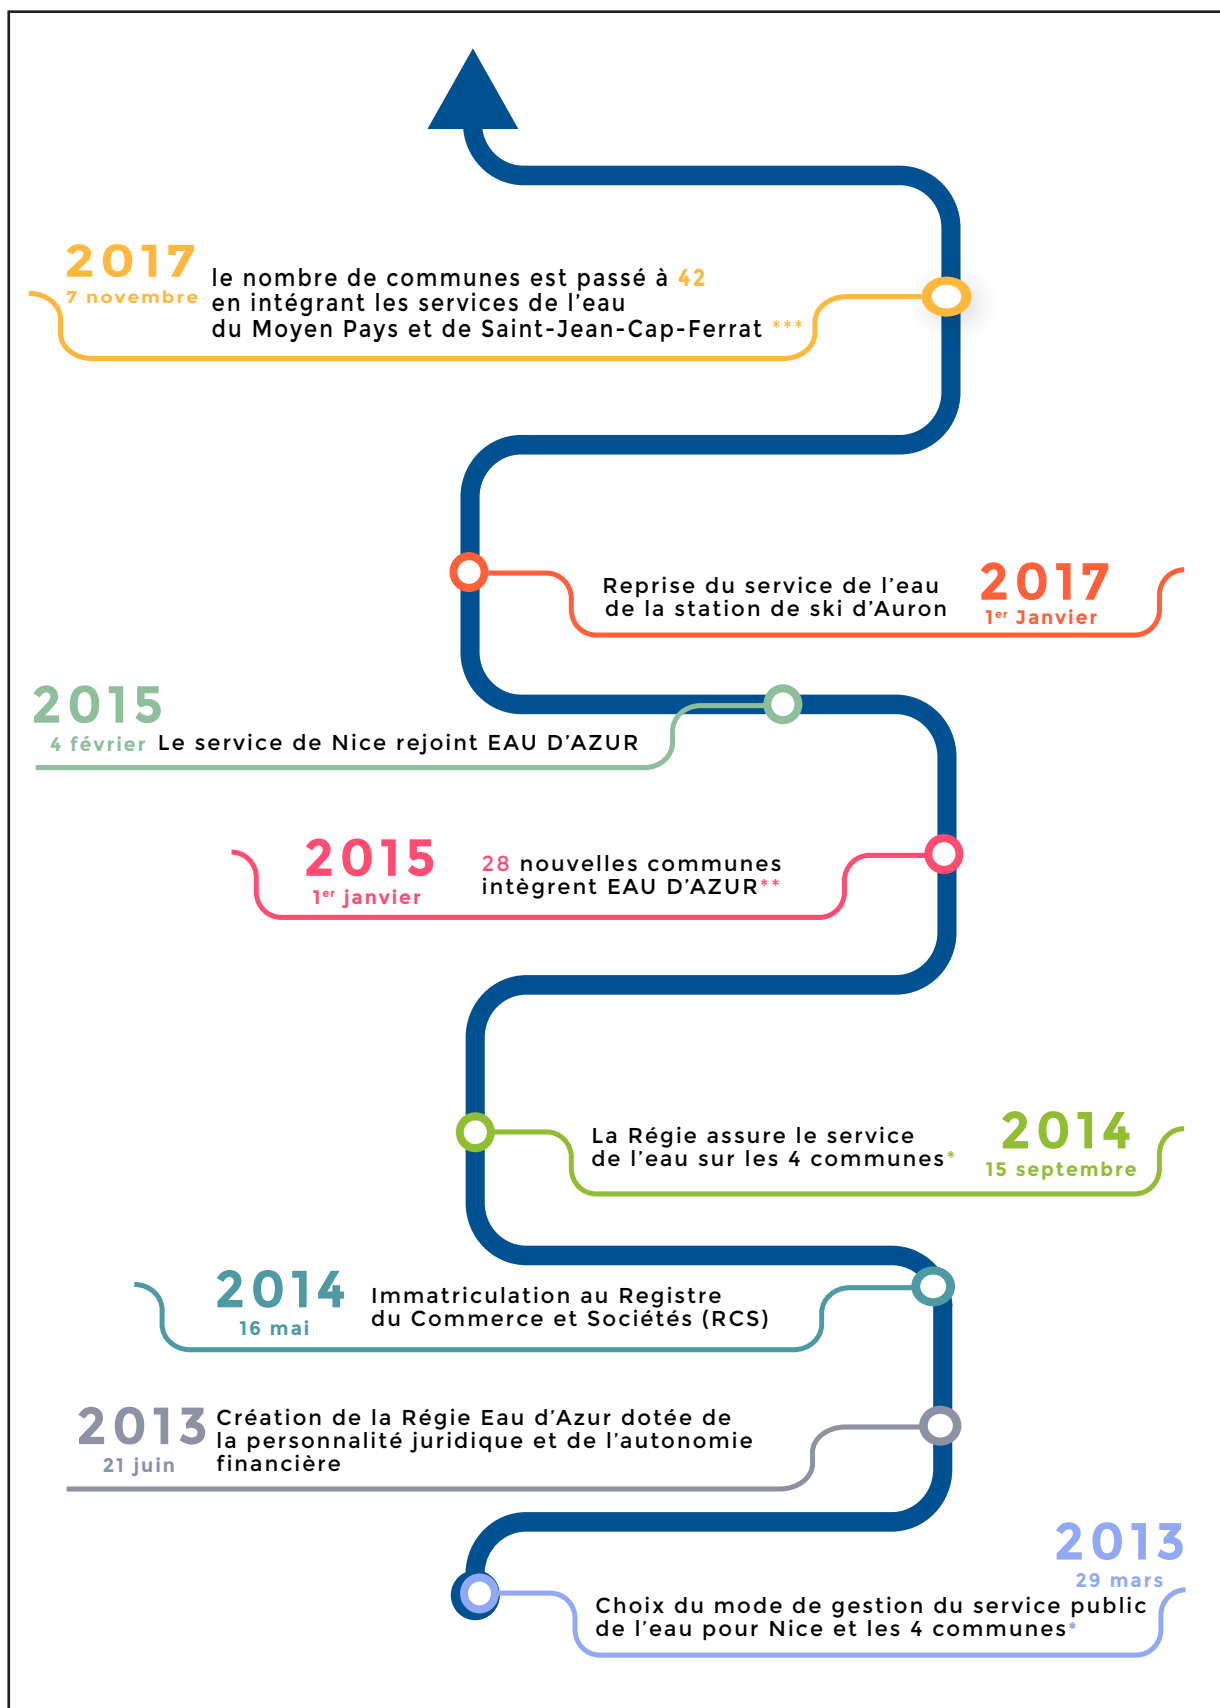 2017
7 novembre
le nombre de communes est passé à 42
en intégrant les services de l'eau
du Moyen Pays et de Saint-Jean-Cap-Ferrat ***
Reprise du service de l'eau
de la station de ski d'Auron
2017
1er Janvier
2015
4 février
Le service de Nice rejoint EAU D'AZUR
2015
1er janvier
28 nouvelles communes
intègrent EAU D'AZUR**
La Régie assure le service
de l'eau sur les 4 communes*
2014
15 septembre
2014
16 mai
Immatriculation au Registre
du Commerce et Sociétés (RCS)
2013
21 juin
Création de la Régie Eau d'Azur dotée de
la personnalité juridique et de l'autonomie
financière
2013
29 mars
Choix du mode de gestion du service public
de l'eau pour Nice et les 4 communes*